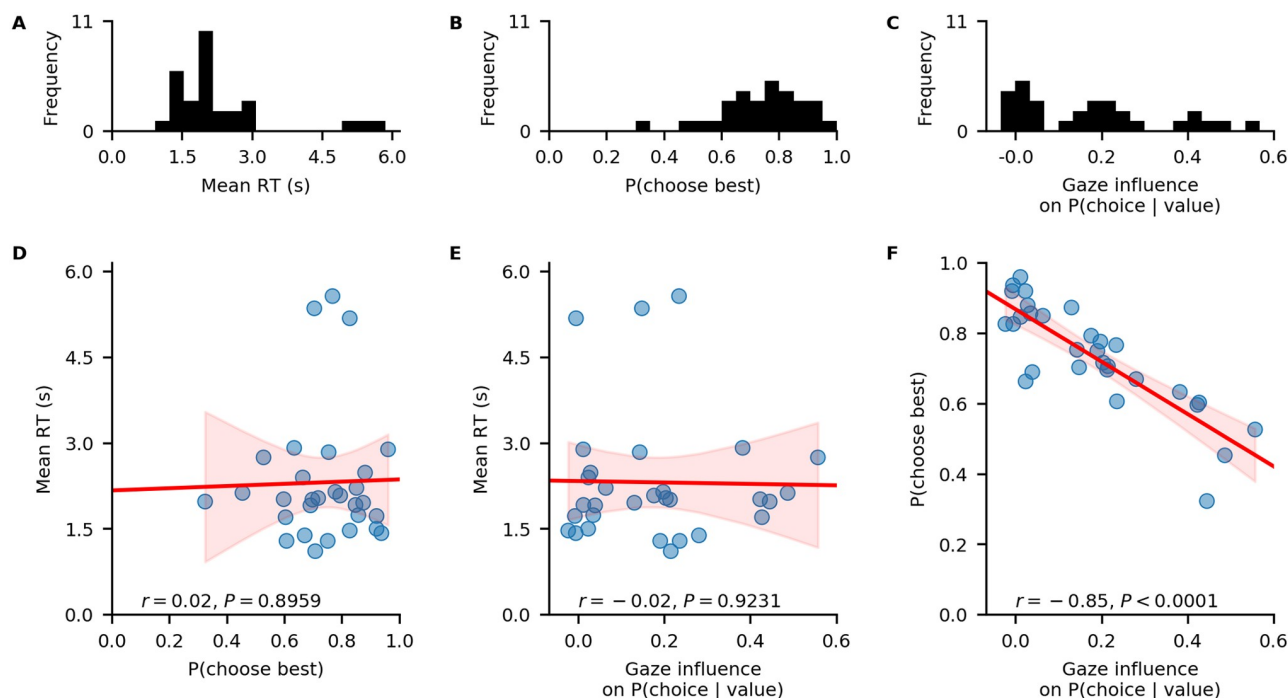 A
Frequency
11
0
0.0 1.5 3.0 4.5 6.0
Mean RT (s)
B
Frequency
11
0
0.0 0.2 0.4 0.6 0.8 1.0
P(choose best)
C
Frequency
11
0
-0.0 0.2 0.4 0.6
Gaze influence
on P(choice | value)
D
Mean RT (s)
6.0
4.5
3.0
1.5
0.0
r = 0.02, P = 0.8959
0.0 0.2 0.4 0.6 0.8 1.0
P(choose best)
E
Mean RT (s)
6.0
4.5
3.0
1.5
0.0
r = −0.02, P = 0.9231
0.0 0.2 0.4 0.6
Gaze influence
on P(choice | value)
F
P(choose best)
1.0
0.8
0.6
0.4
0.2
0.0
r = −0.85, P < 0.0001
0.0 0.2 0.4 0.6
Gaze influence
on P(choice | value)